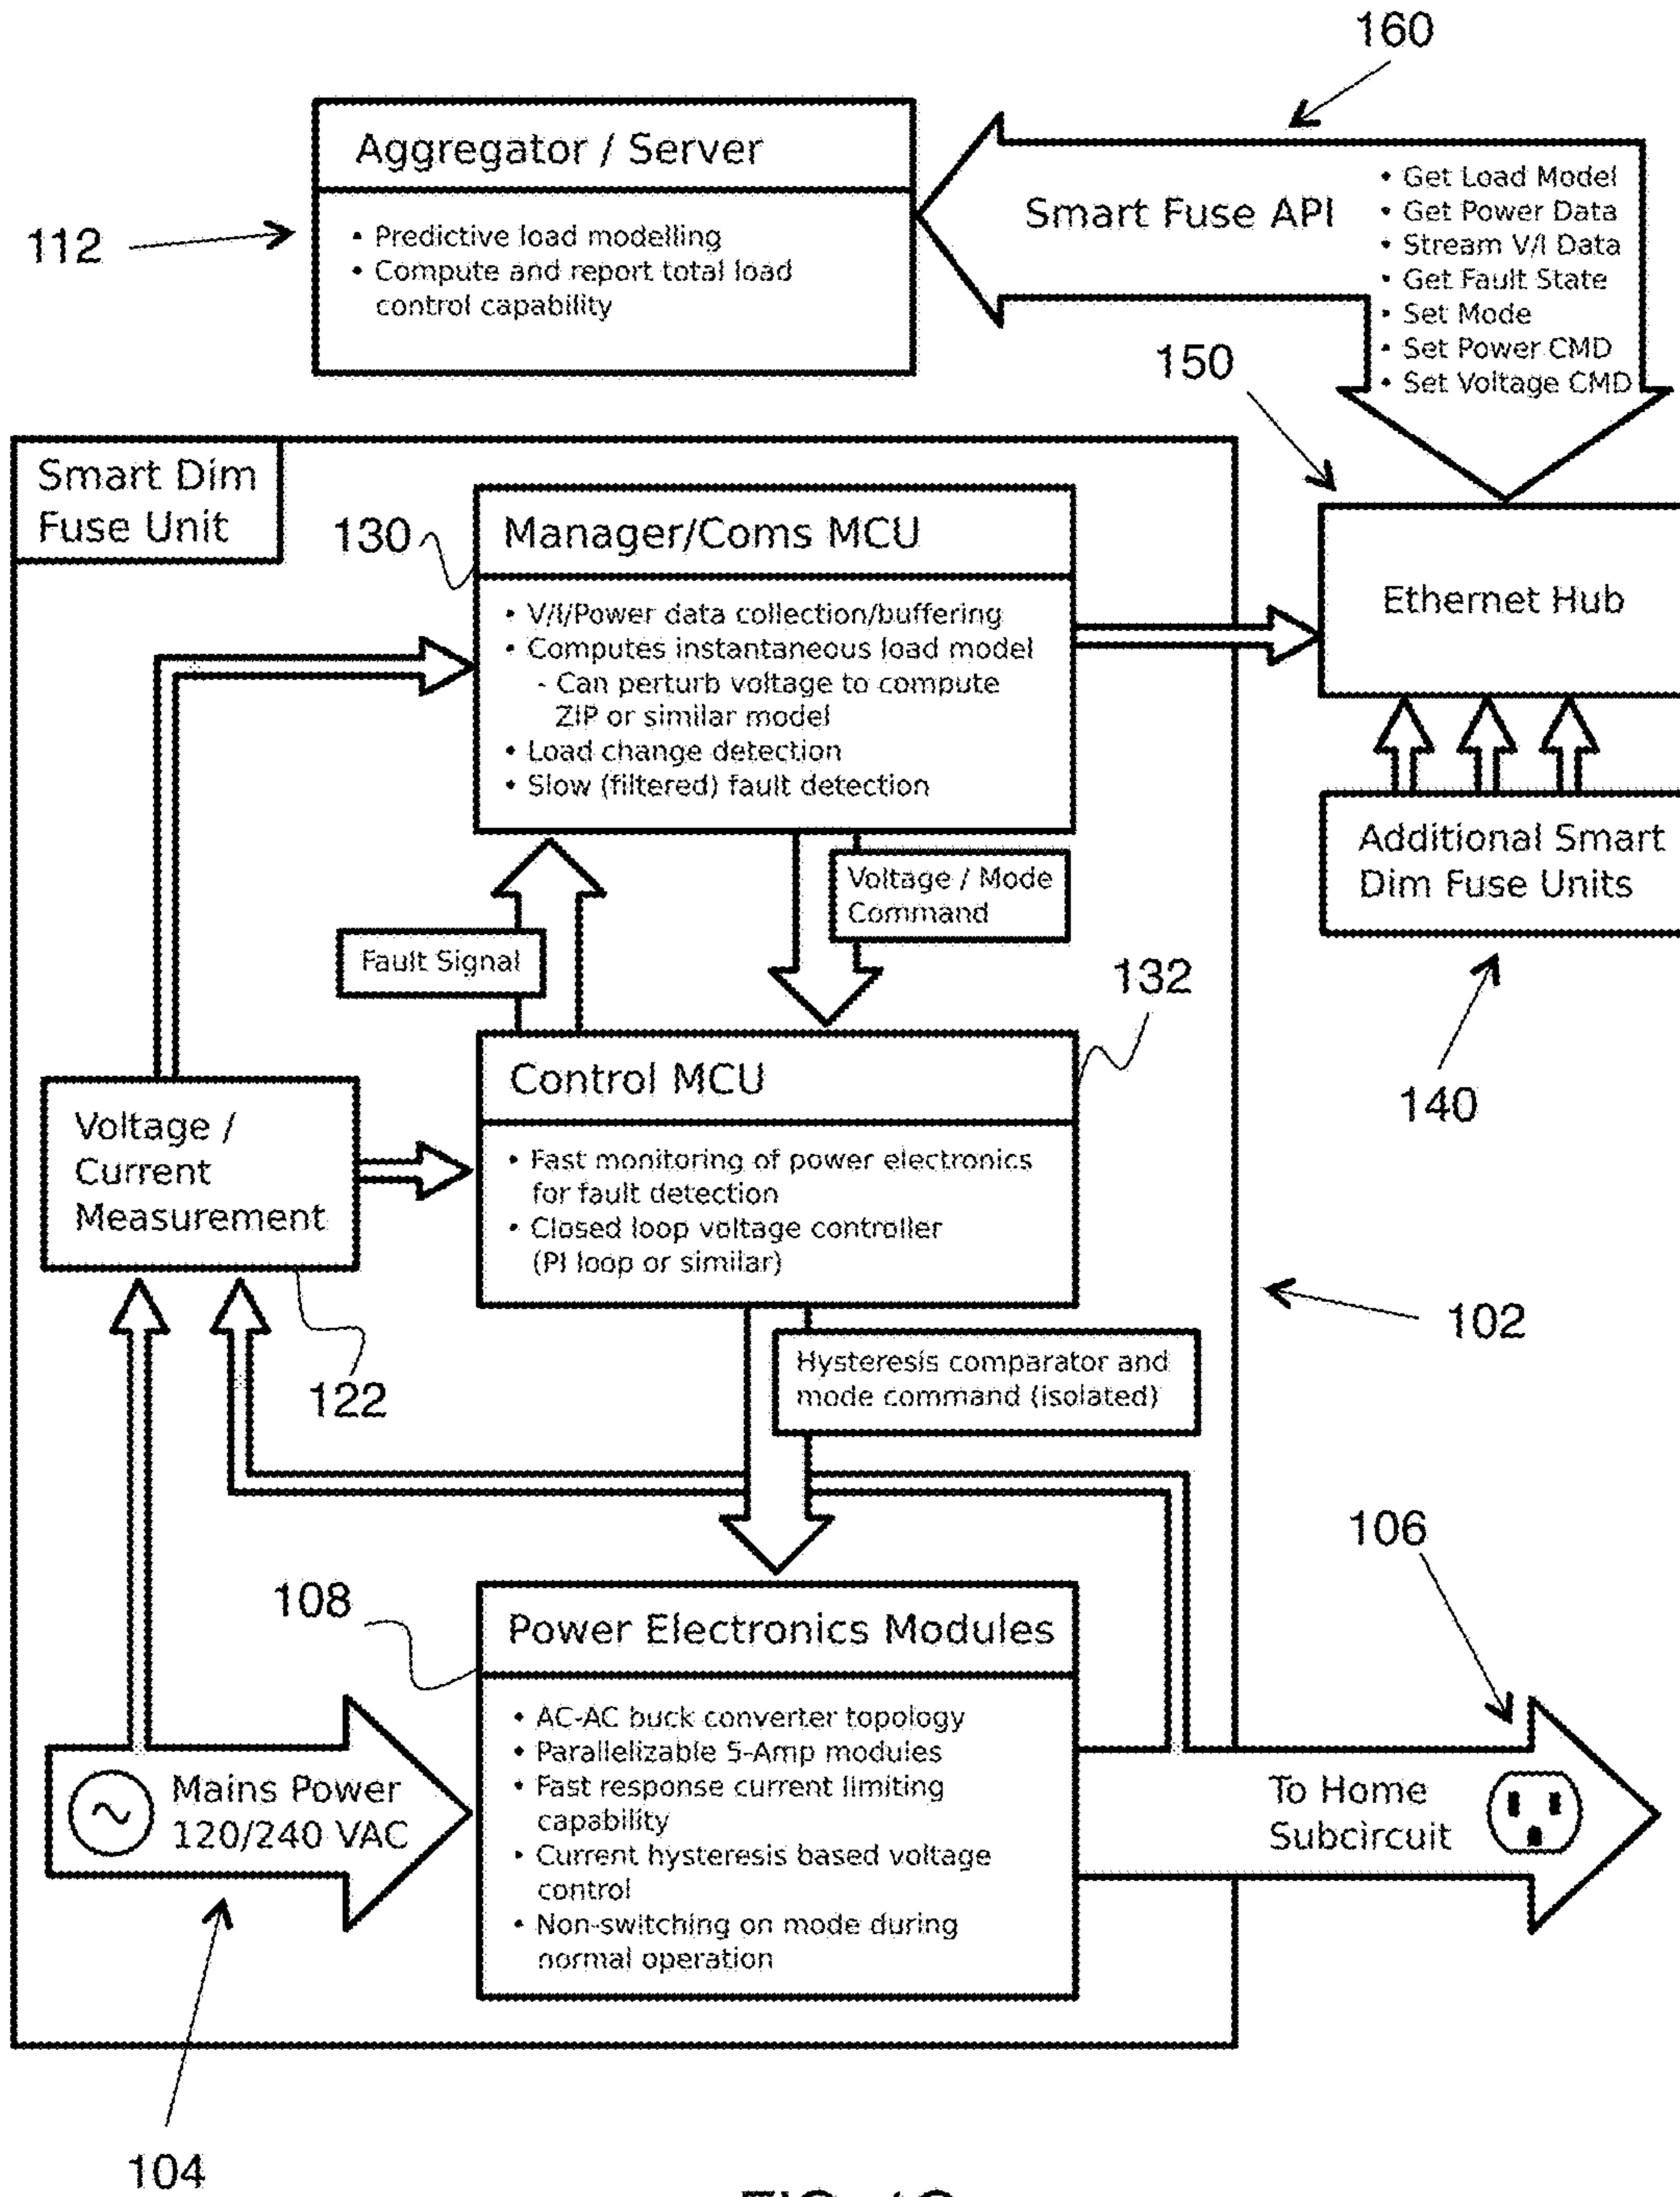 160
Aggregator / Server
• Predictive load modelling
• Compute and report total load
control capability
112
Smart Fuse API
• Get Load Model
• Get Power Data
• Stream V/I Data
• Get Fault State
• Set Mode
• Set Power CMD
• Set Voltage CMD
150
Smart Dim
Fuse Unit
130
Manager/Coms MCU
• V/I/Power data collection/buffering
• Computes instantaneous load model
- Can perturb voltage to compute
ZIP or similar model
• Load change detection
• Slow (filtered) fault detection
Ethernet Hub
Additional Smart
Dim Fuse Units
140
Voltage / Mode
Command
Fault Signal
132
Control MCU
• Fast monitoring of power electronics
for fault detection
• Closed loop voltage controller
(PI loop or similar)
Voltage /
Current
Measurement
122
102
Hysteresis comparator and
mode command (isolated)
106
108
Power Electronics Modules
• AC-AC buck converter topology
• Parallelizable 5-Amp modules
• Fast response current limiting
capability
• Current hysteresis based voltage
control
• Non-switching on mode during
normal operation
Mains Power
120/240 VAC
To Home
Subcircuit
104